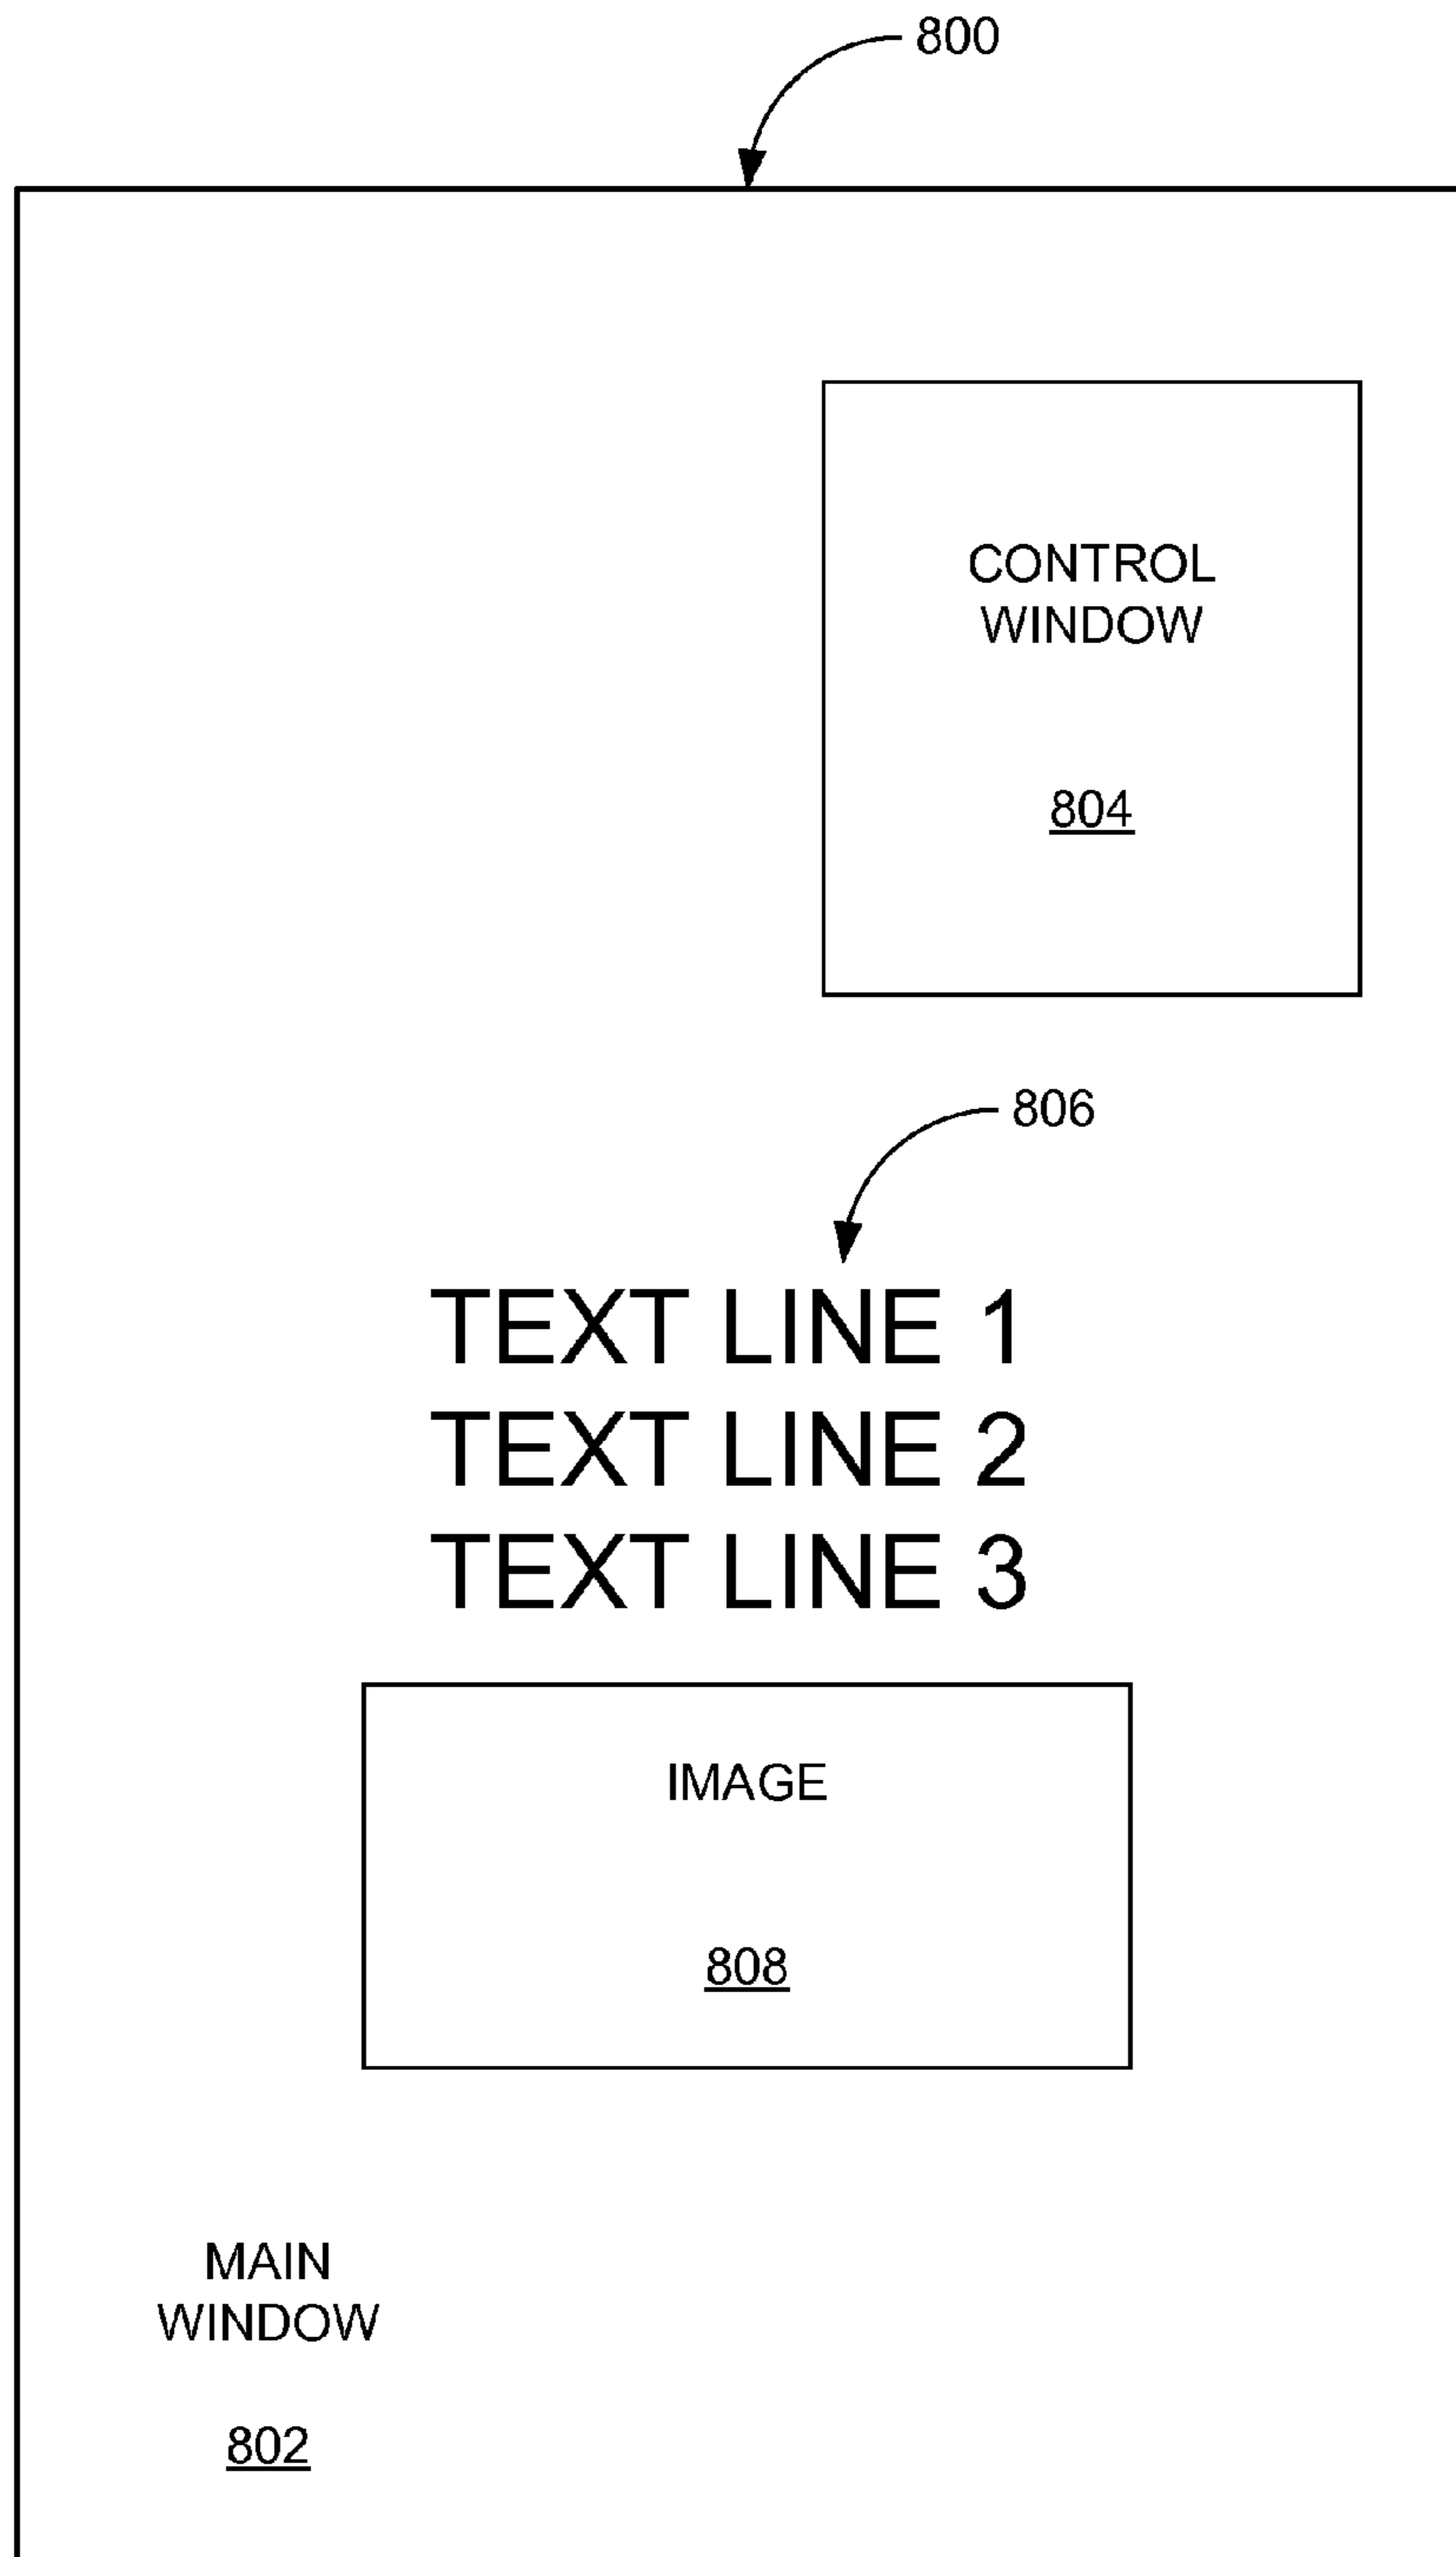 800
CONTROL
WINDOW
804
806
TEXT LINE 1
TEXT LINE 2
TEXT LINE 3
IMAGE
808
MAIN
WINDOW
802